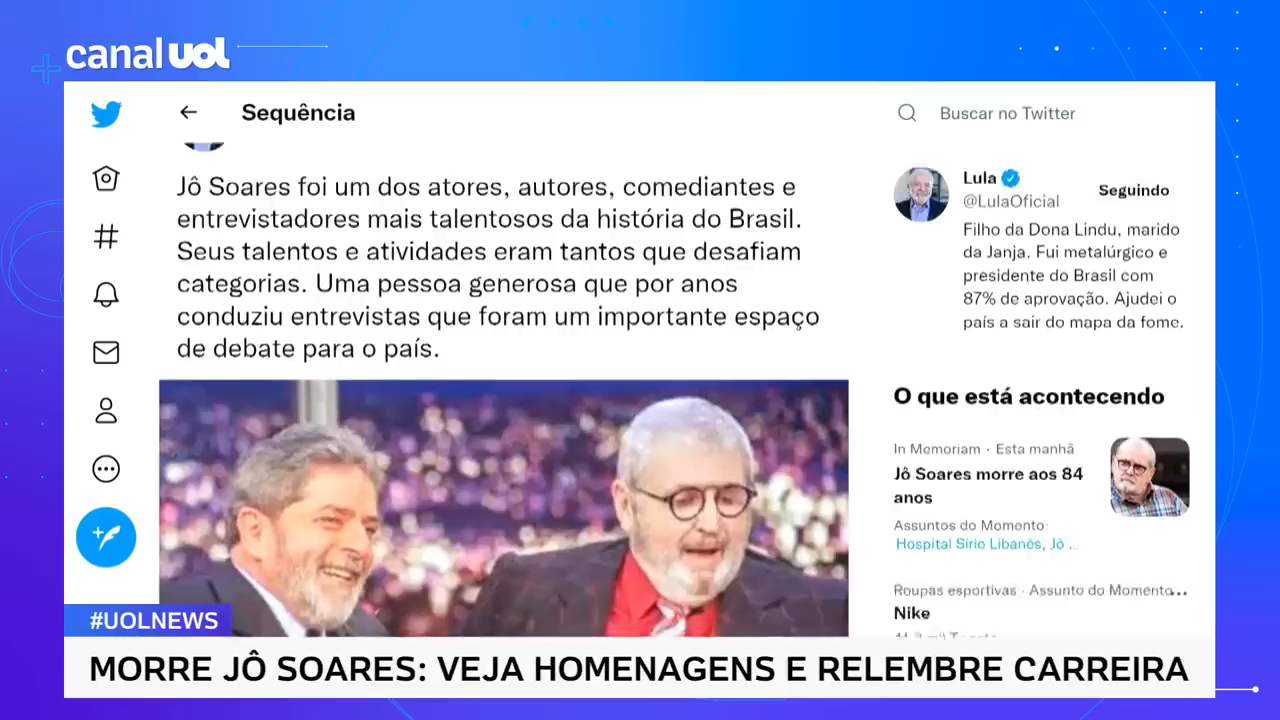 canal uol
Sequência
Jô Soares foi um dos atores, autores, comediantes e
entrevistadores mais talentosos da história do Brasil.
Seus talentos e atividades eram tantos que desafiam
categorias. Uma pessoa generosa que por anos
conduziu entrevistas que foram um importante espaço
de debate para o país.
Buscar no Twitter
Lula
@LulaOficial
Seguindo
Filho da Dona Lindu, marido
da Janja. Fui metalúrgico e
presidente do Brasil com
87% de aprovação. Ajudei o
país a sair do mapa da fome.
O que está acontecendo
In Memoriam · Esta manhã
Jô Soares morre aos 84
anos
Assuntos do Momento:
Hospital Sírio Libanês, Jô ...
Roupas esportivas · Assunto do Momento...
Nike
#UOLNEWS
MORRE JÔ SOARES: VEJA HOMENAGENS E RELEMBRE CARREIRA